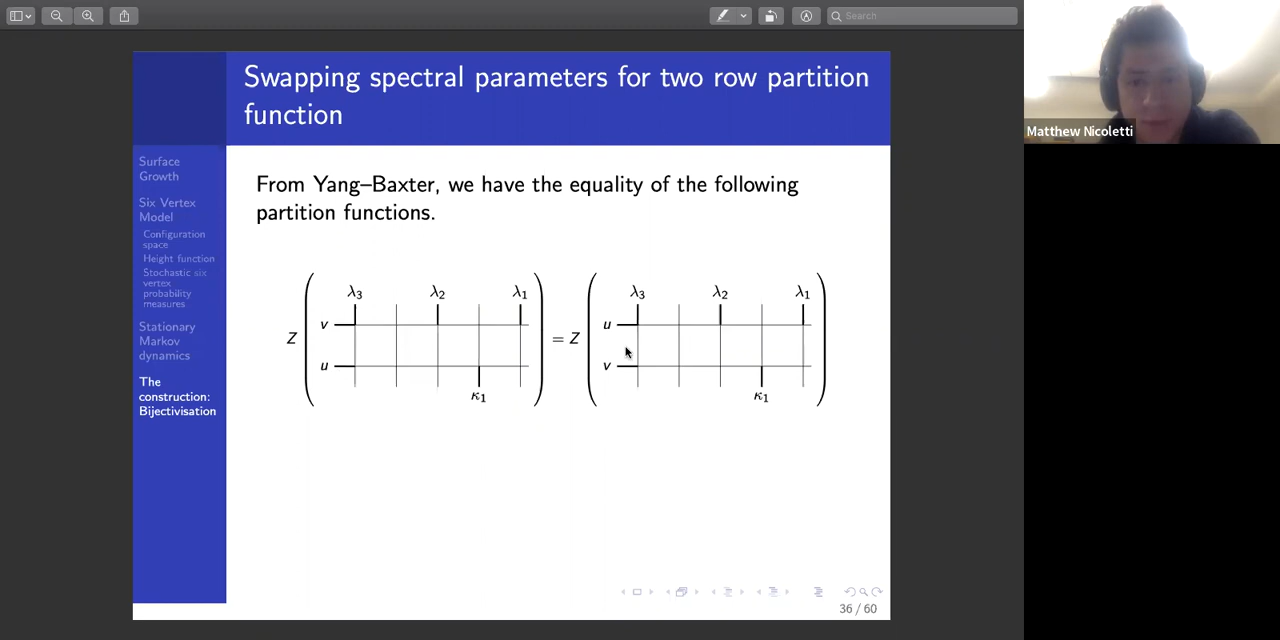 Search
Swapping spectral parameters for two row partition
function
Surface
Growth
Six Vertex
Model
Configuration
space
Height function
Stochastic six
vertex
probability
measures
Stationary
Markov
dynamics
The
construction:
Bijectivisation
From Yang–Baxter, we have the equality of the following
partition functions.
λ3 λ2 λ1 λ3 λ2 λ1
v u
Z = Z
u v
κ1 κ1
36 / 60
Matthew Nicoletti